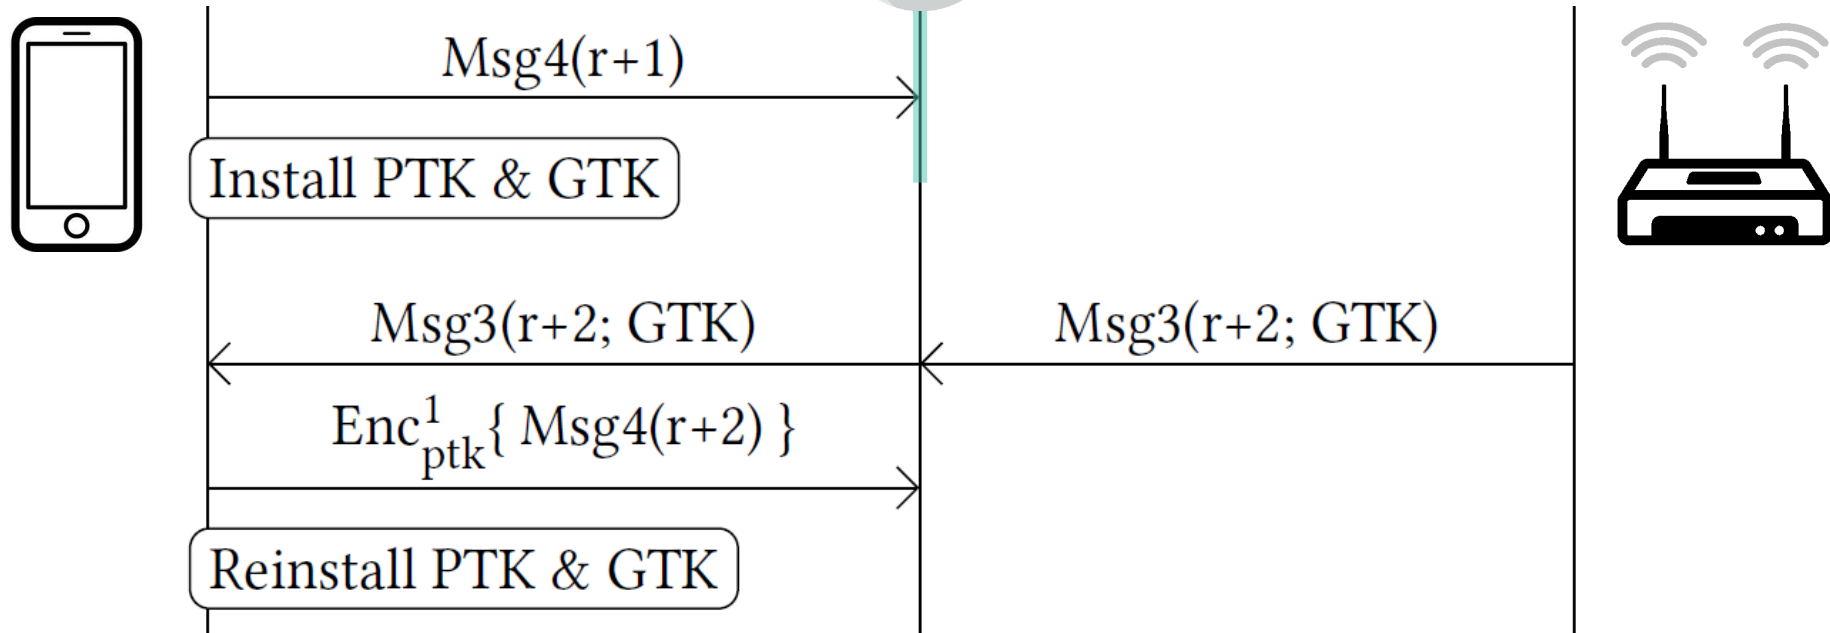 Msg4(r+1)
Install PTK & GTK
Msg3(r+2; GTK) Msg3(r+2; GTK)
Enc¹ₚₜₖ{ Msg4(r+2) }
Reinstall PTK & GTK